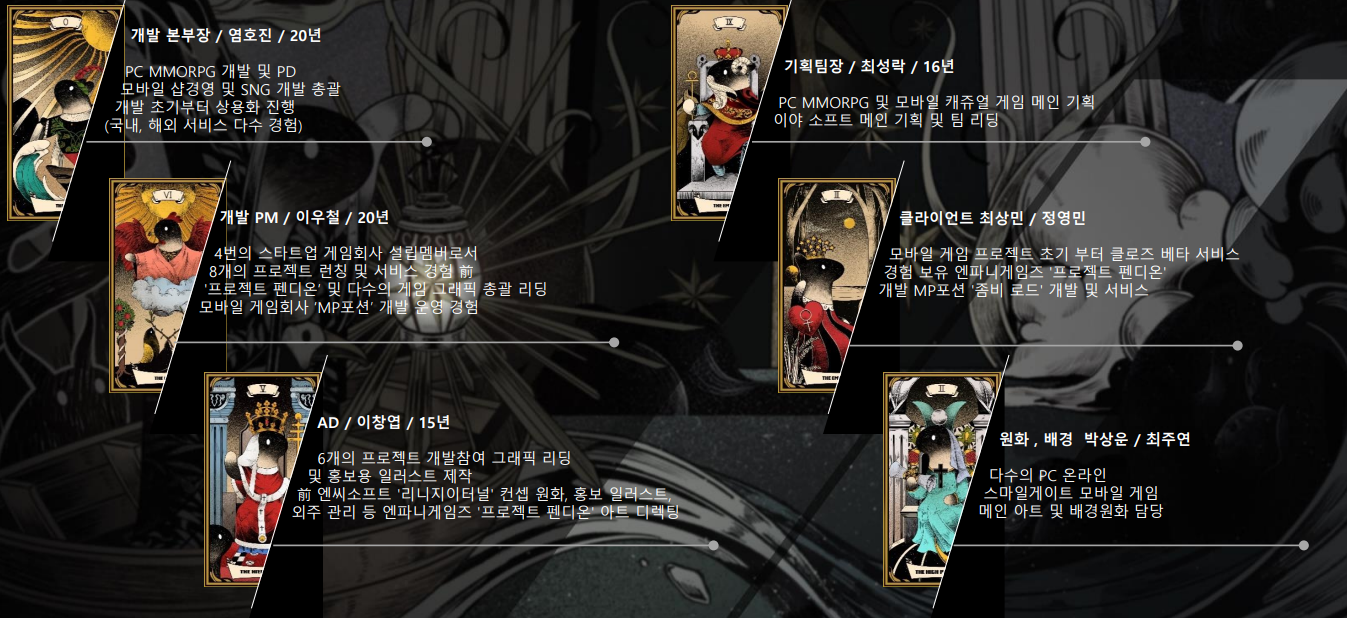 0
개발 본부장 / 염호진 / 20년
PC MMORPG 개발 및 PD
모바일 샵경영 및 SNG 개발 총괄
개발 초기부터 상용화 진행
(국내, 해외 서비스 다수 경험)
VI
개발 PM / 이우철 / 20년
4번의 스타트업 게임회사 설립멤버로서
8개의 프로젝트 런칭 및 서비스 경험 前
'프로젝트 펜디온' 및 다수의 게임 그래픽 총괄 리딩
모바일 게임회사 'MP포션' 개발 운영 경험
THE
V
AD / 이창엽 / 15년
6개의 프로젝트 개발참여 그래픽 리딩
및 홍보용 일러스트 제작
前 엔씨소프트 '리니지이터널' 컨셉 원화, 홍보 일러스트,
외주 관리 등 엔파니게임즈 '프로젝트 펜디온' 아트 디렉팅
THE
기획팀장 / 최성락 / 16년
PC MMORPG 및 모바일 캐쥬얼 게임 메인 기획
이야 소프트 메인 기획 및 팀 리딩
THE
클라이언트 최상민 / 정영민
모바일 게임 프로젝트 초기 부터 클로즈 베타 서비스
경험 보유 엔파니게임즈 '프로젝트 펜디온'
개발 MP포션 '좀비 로드' 개발 및 서비스
THE
II
원화 , 배경 박상운 / 최주연
다수의 PC 온라인
스마일게이트 모바일 게임
메인 아트 및 배경원화 담당
THE HIGH P